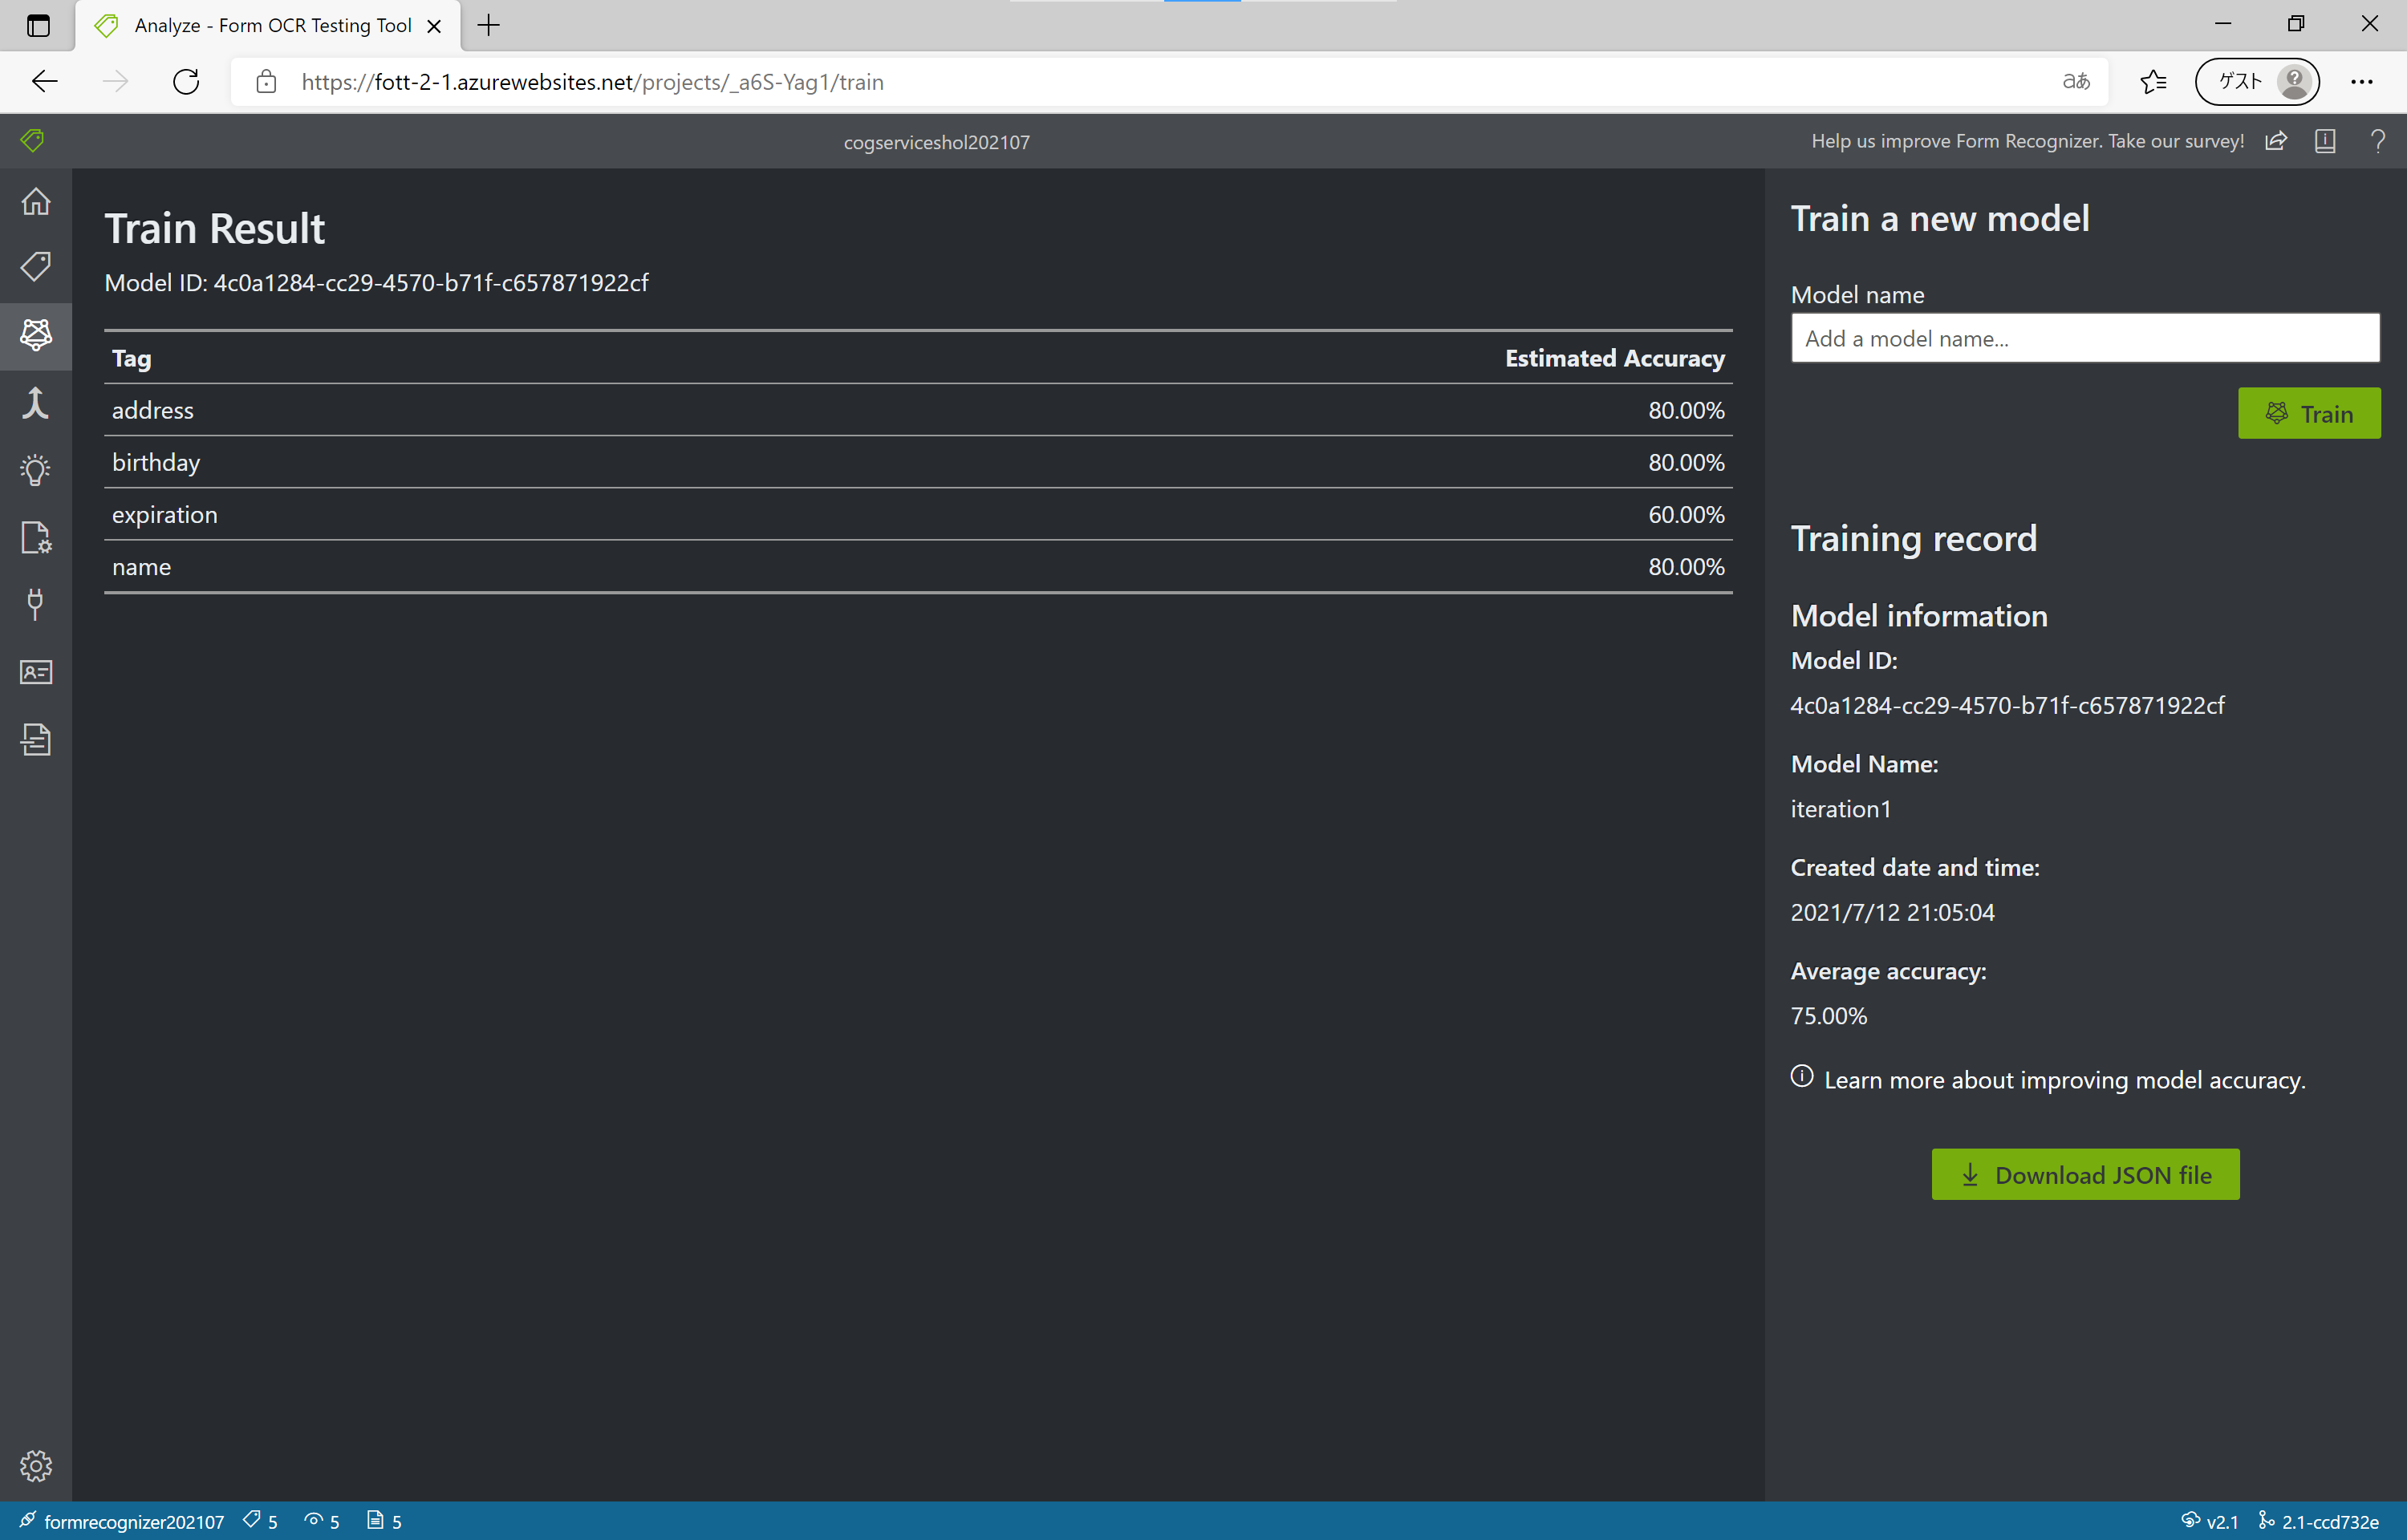 Analyze - Form OCR Testing Tool
https://fott-2-1.azurewebsites.net/projects/_a6S-Yag1/train
aあ
ゲスト
cogserviceshol202107
Help us improve Form Recognizer. Take our survey!
Train Result
Model ID: 4c0a1284-cc29-4570-b71f-c657871922cf
Tag Estimated Accuracy
address 80.00%
birthday 80.00%
expiration 60.00%
name 80.00%
Train a new model
Model name
Add a model name...
Train
Training record
Model information
Model ID:
4c0a1284-cc29-4570-b71f-c657871922cf
Model Name:
iteration1
Created date and time:
2021/7/12 21:05:04
Average accuracy:
75.00%
Learn more about improving model accuracy.
Download JSON file
formrecognizer202107 5 5 5
v2.1 2.1-ccd732e